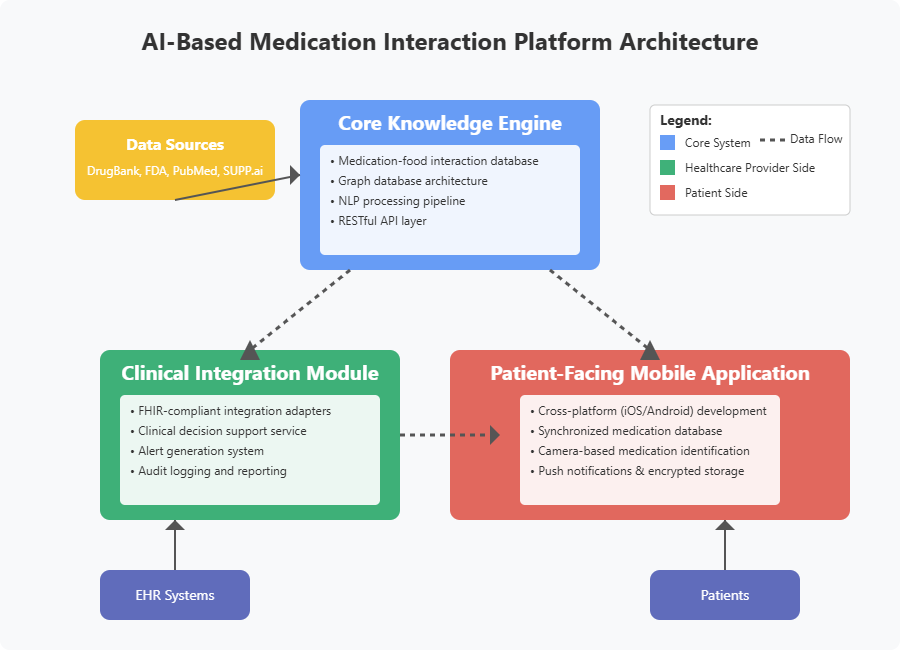 AI-Based Medication Interaction Platform Architecture
Data Sources
DrugBank, FDA, PubMed, SUPP.ai
Core Knowledge Engine
• Medication-food interaction database
• Graph database architecture
• NLP processing pipeline
• RESTful API layer
Legend:
Core System
Data Flow
Healthcare Provider Side
Patient Side
Clinical Integration Module
• FHIR-compliant integration adapters
• Clinical decision support service
• Alert generation system
• Audit logging and reporting
Patient-Facing Mobile Application
• Cross-platform (iOS/Android) development
• Synchronized medication database
• Camera-based medication identification
• Push notifications & encrypted storage
EHR Systems
Patients